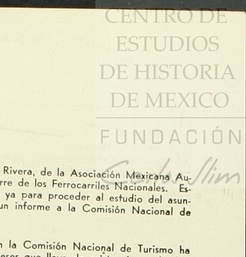 CENTRO DE
ESTUDIOS
DE HISTORIA
DE MEXICO
FUNDACIÓN
Carlos Slim
Rivera, de la Asociación Mexicana Au-
rre de los Ferrocarriles Nacionales. Es-
ya para proceder al estudio del asun-
un informe a la Comisión Nacional de
n la Comisión Nacional de Turismo ha